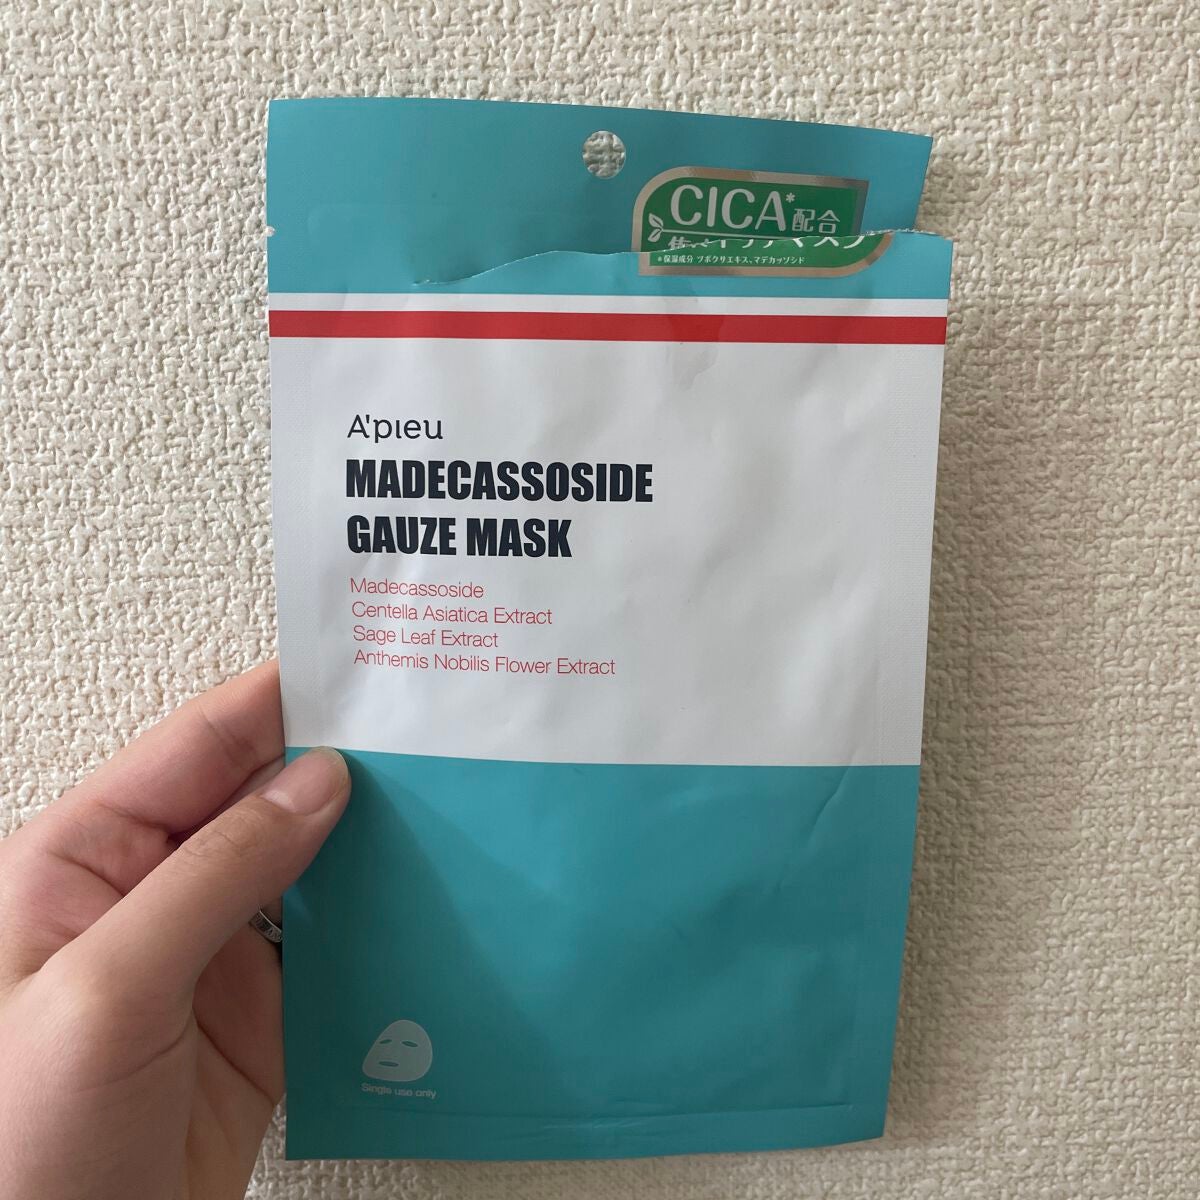 CICA*配合
*保湿成分 ツボクサエキス、マデカッソシド
A'pieu
MADECASSOSIDE
GAUZE MASK
Madecassoside
Centella Asiatica Extract
Sage Leaf Extract
Anthemis Nobilis Flower Extract
Single use only